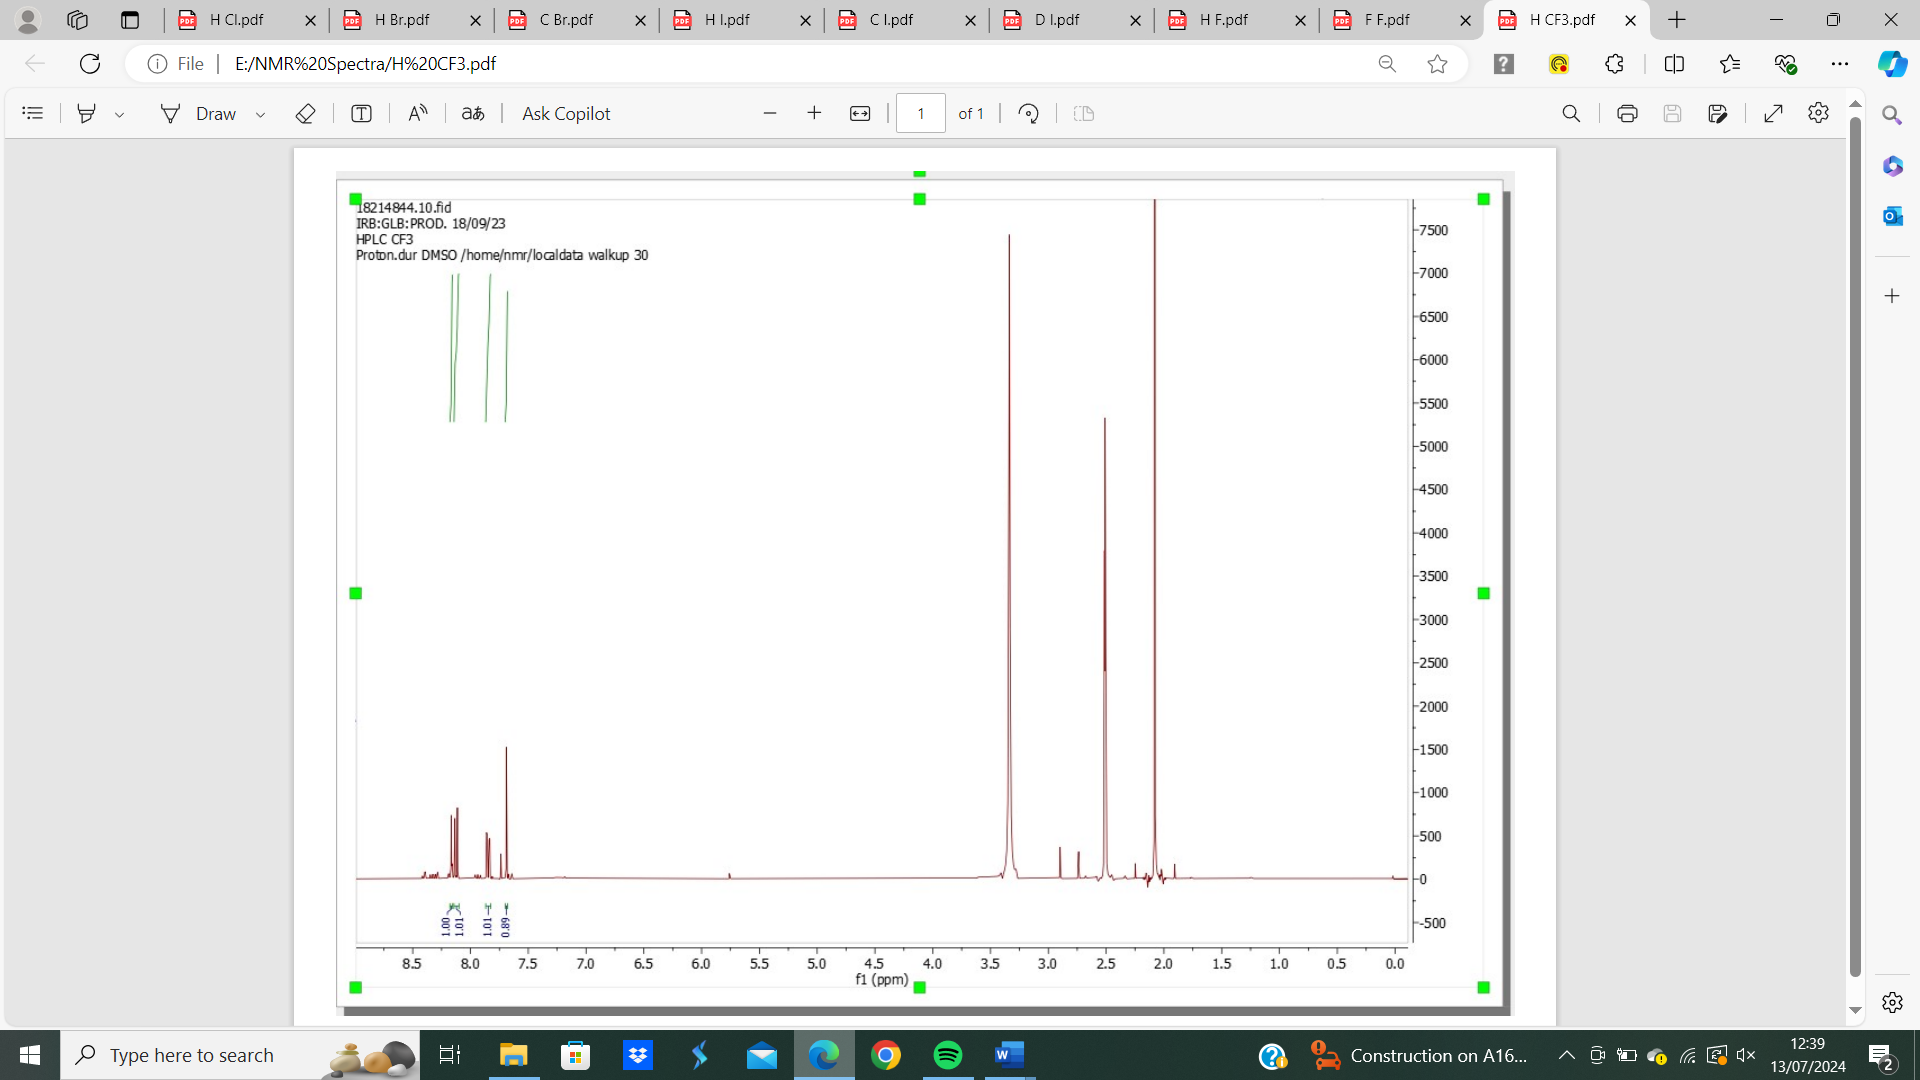 H Cl.pdf
H Br.pdf
C Br.pdf
H I.pdf
C I.pdf
D I.pdf
H F.pdf
F F.pdf
H CF3.pdf
File
E:/NMR%20Spectra/H%20CF3.pdf
Draw
aあ
Ask Copilot
1
of 1
18214844.10.fid
IRB:GLB:PROD. 18/09/23
HPLC CF3
Proton.dur DMSO /home/nmr/localdata walkup 30
7500
7000
6500
6000
5500
5000
4500
4000
3500
3000
2500
2000
1500
1000
500
0
-500
1.00
1.01
1.01
0.89
8.5 8.0 7.5 7.0 6.5 6.0 5.5 5.0 4.5 4.0 3.5 3.0 2.5 2.0 1.5 1.0 0.5 0.0
f1 (ppm)
Type here to search
Construction on A16...
12:39
13/07/2024
2